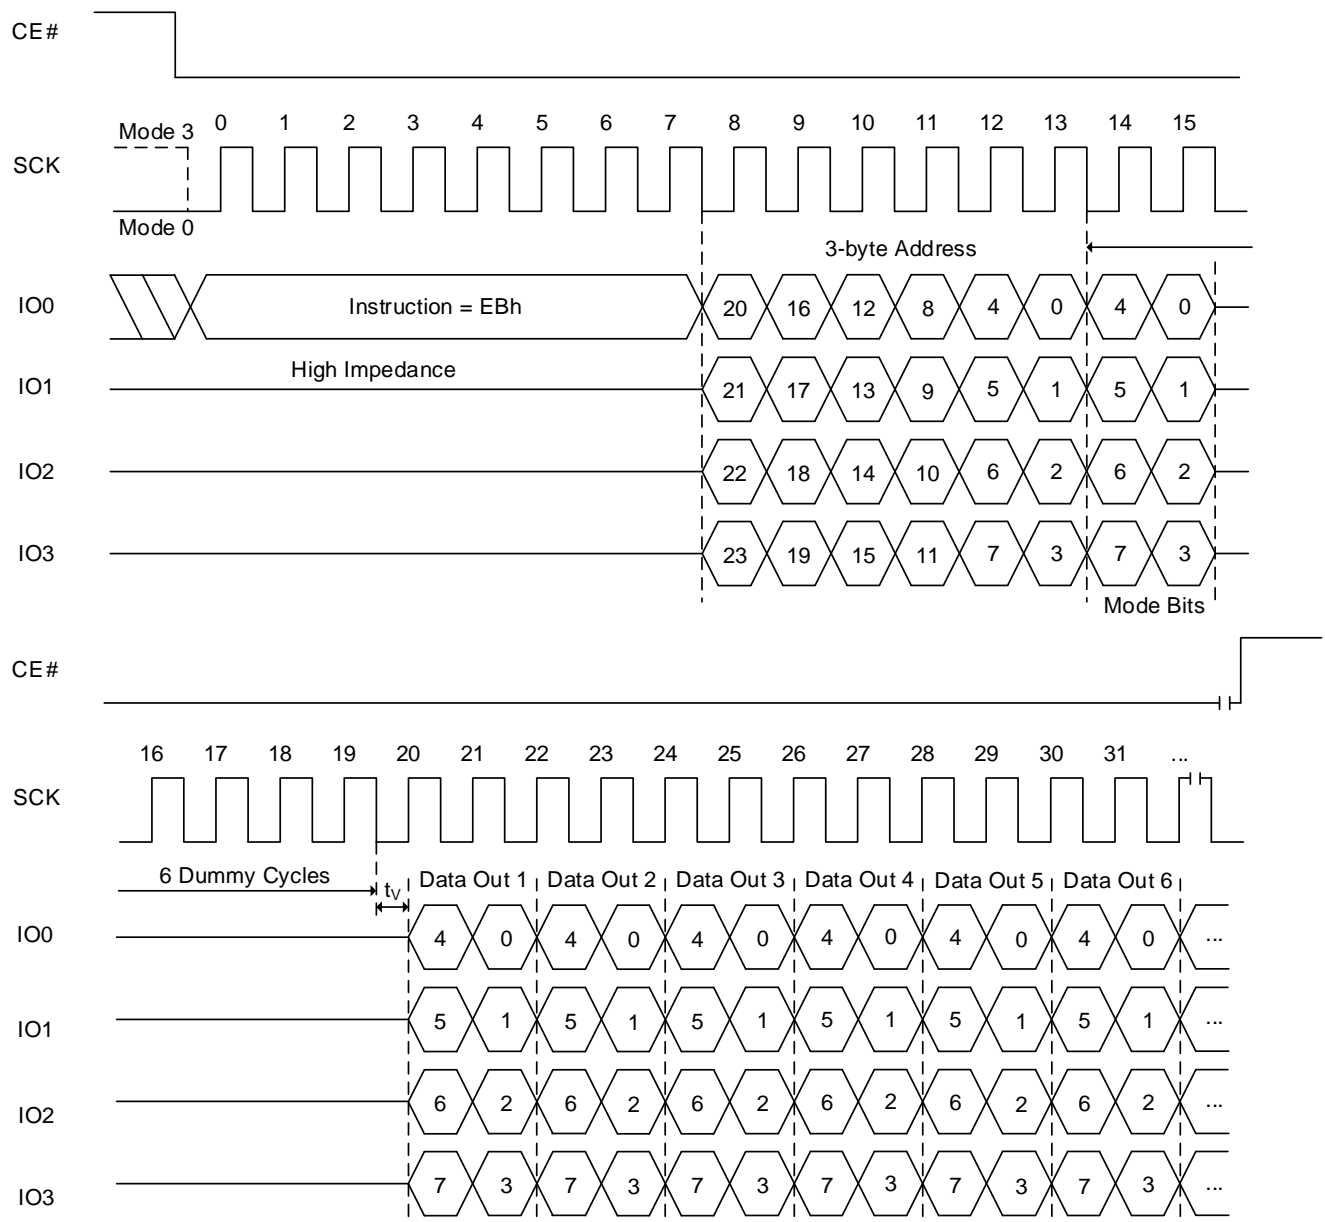 CE#
Mode 3 0 1 2 3 4 5 6 7 8 9 10 11 12 13 14 15
SCK
Mode 0
3-byte Address
IO0 Instruction = EBh 20 16 12 8 4 0 4 0
High Impedance
IO1 21 17 13 9 5 1 5 1
IO2 22 18 14 10 6 2 6 2
IO3 23 19 15 11 7 3 7 3
Mode Bits
CE#
16 17 18 19 20 21 22 23 24 25 26 27 28 29 30 31 ...
SCK
6 Dummy Cycles tV Data Out 1 Data Out 2 Data Out 3 Data Out 4 Data Out 5 Data Out 6
IO0 4 0 4 0 4 0 4 0 4 0 4 0 ...
IO1 5 1 5 1 5 1 5 1 5 1 5 1 ...
IO2 6 2 6 2 6 2 6 2 6 2 6 2 ...
IO3 7 3 7 3 7 3 7 3 7 3 7 3 ...